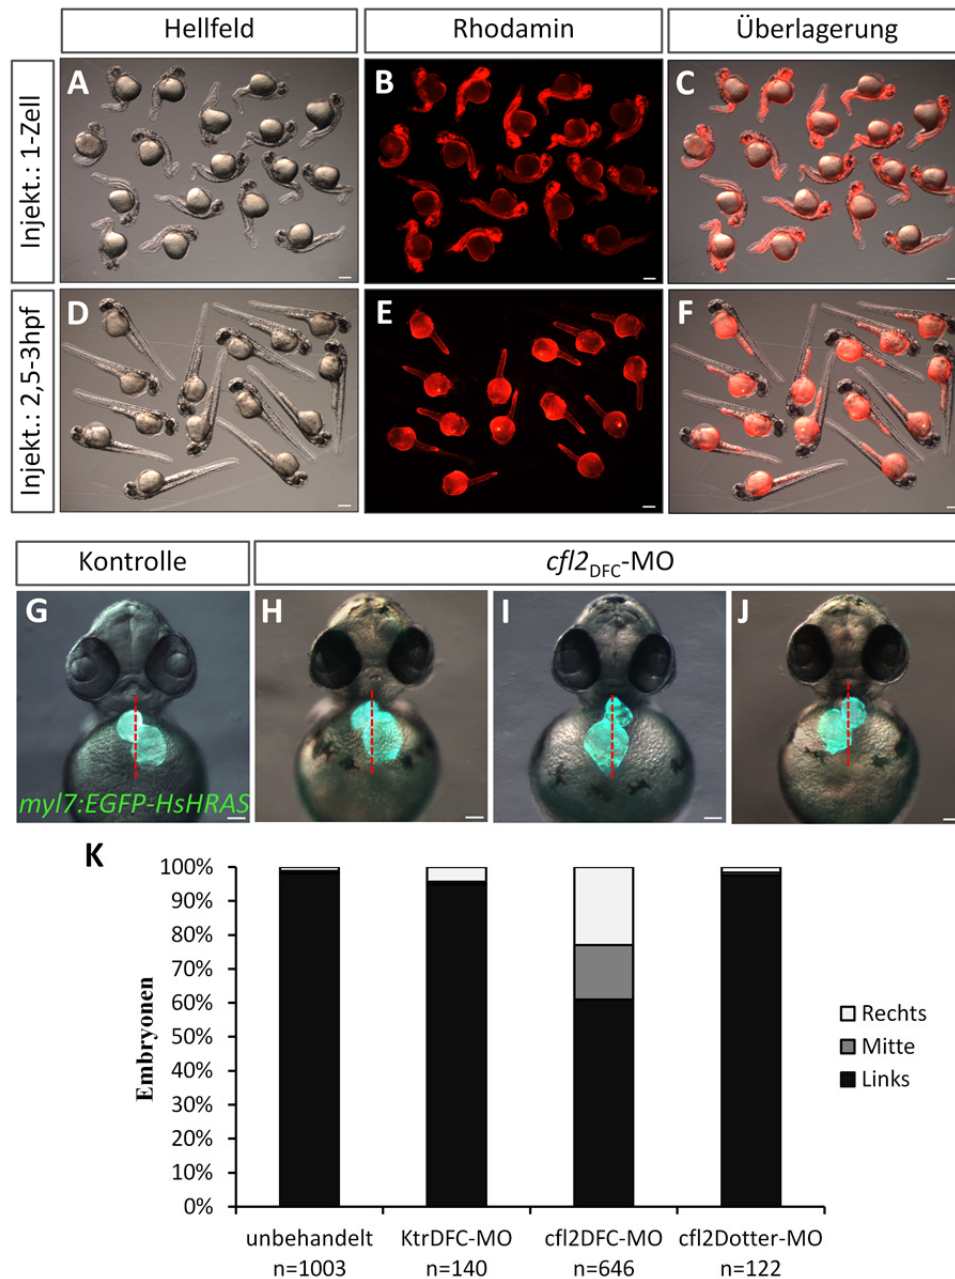 Hellfeld
Rhodamin
Überlagerung
Injekt.: 1-Zell
A
B
C
Injekt.: 2,5-3hpf
D
E
F
Kontrolle
cfl2DFC-MO
G
H
I
J
myl7:EGFP-HsHRAS
K
100%
90%
80%
70%
60%
50%
40%
30%
20%
10%
0%
Embryonen
Rechts
Mitte
Links
unbehandelt
n=1003
KtrDFC-MO
n=140
cfl2DFC-MO
n=646
cfl2Dotter-MO
n=122